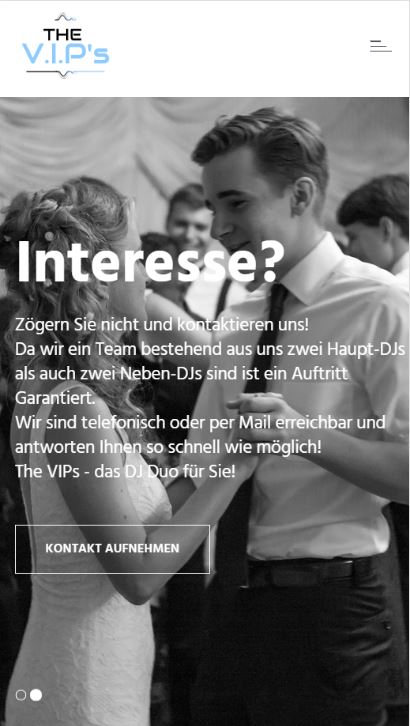 THE
V.I.P's
Interesse?
Zögern Sie nicht und kontaktieren uns!
Da wir ein Team bestehend aus uns zwei Haupt-DJs
als auch zwei Neben-DJs sind ist ein Auftritt
Garantiert.
Wir sind telefonisch oder per Mail erreichbar und
antworten Ihnen so schnell wie möglich!
The VIPs - das DJ Duo für Sie!
KONTAKT AUFNEHMEN